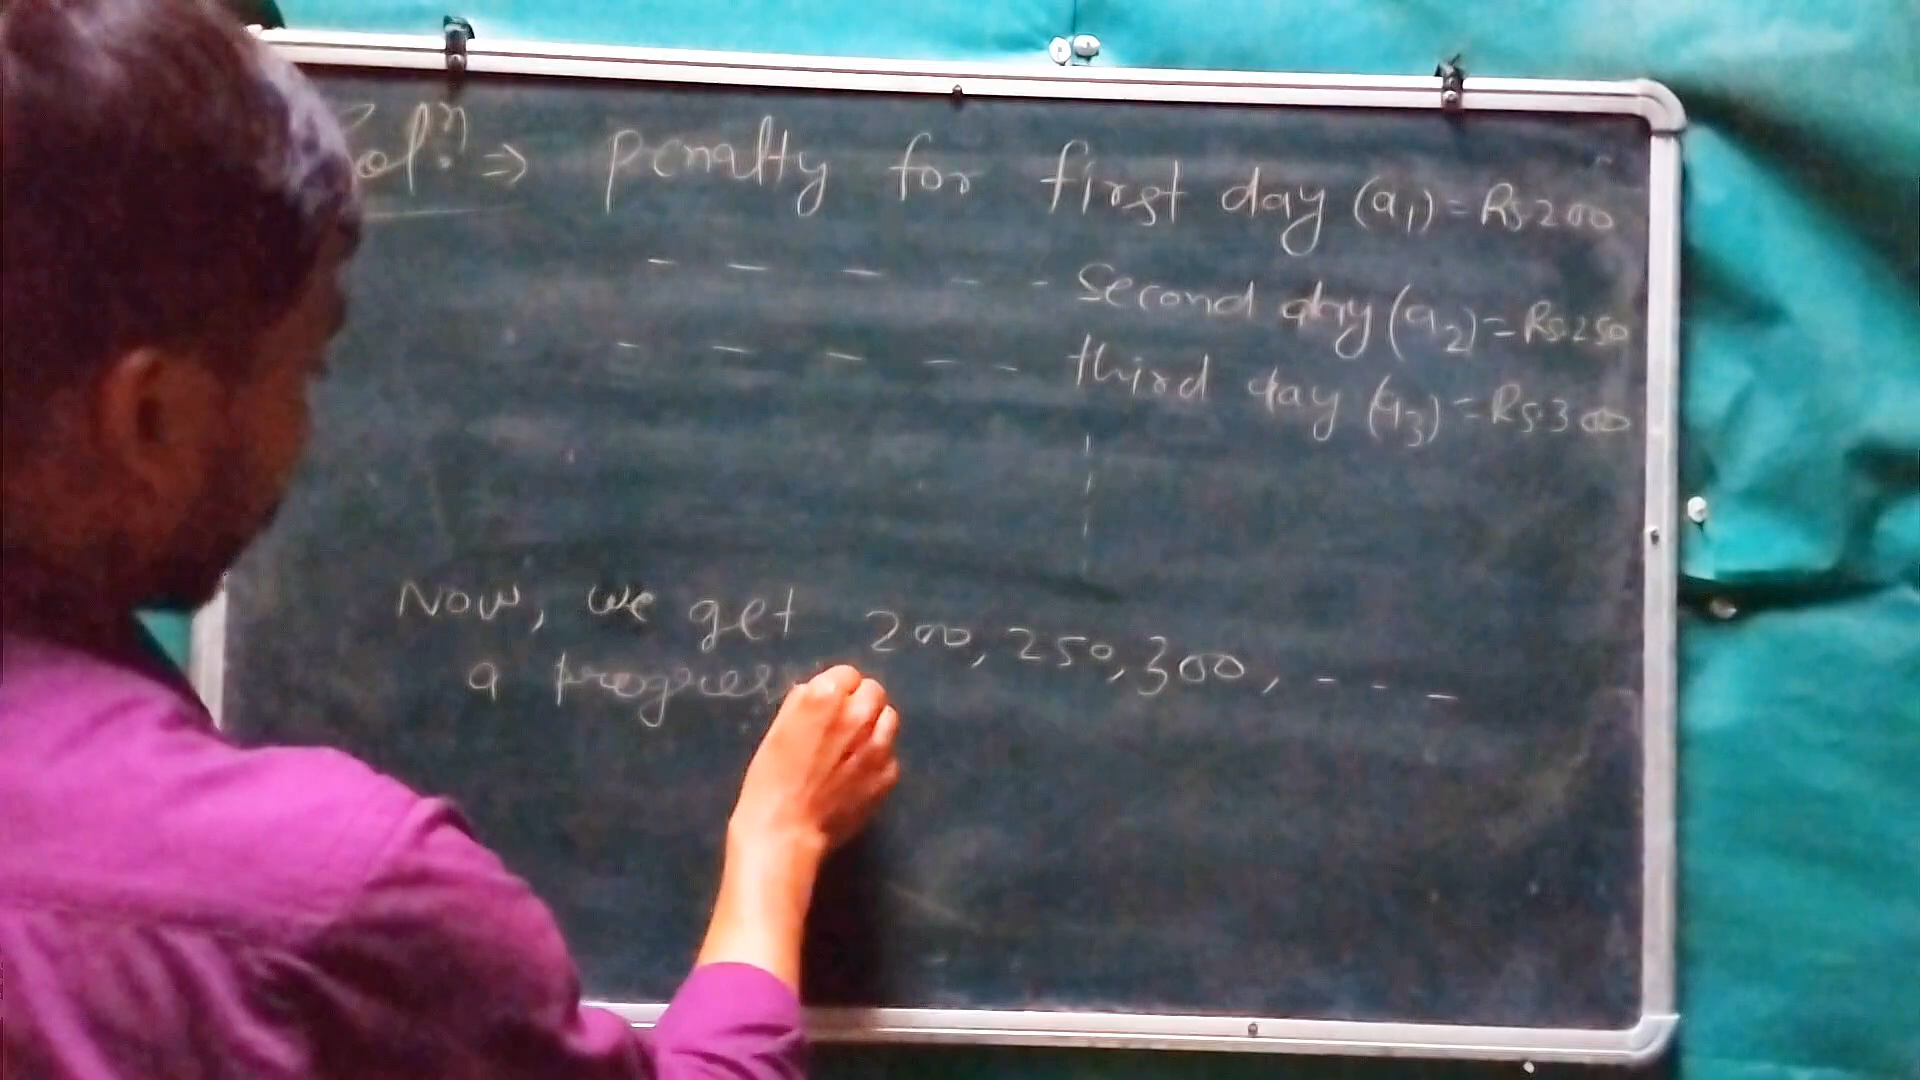 Solⁿ. ⇒ Penalty for first day (a₁) = Rs.200
- - - - - Second day (a₂) = Rs.250
- - - - - third day (a₃) = Rs.300
Now, we get 200, 250, 300, - - -
a progress